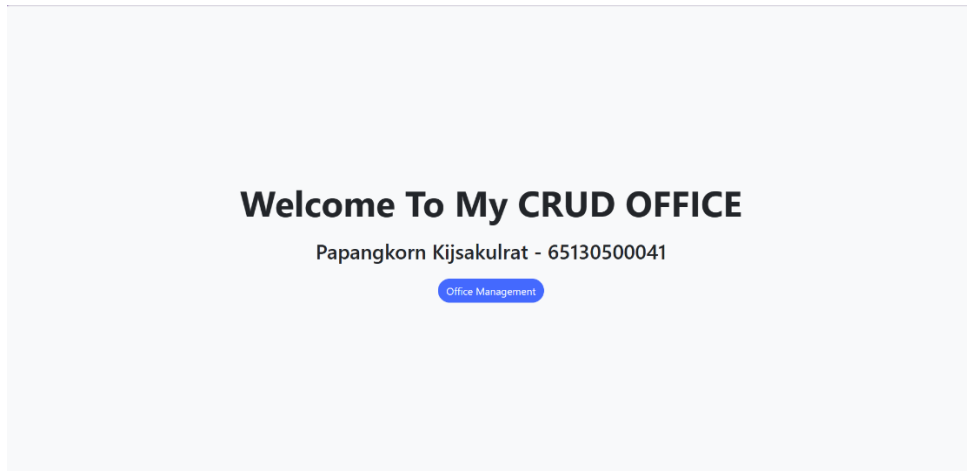 Welcome To My CRUD OFFICE
Papangkorn Kijsakulrat - 65130500041
Office Management